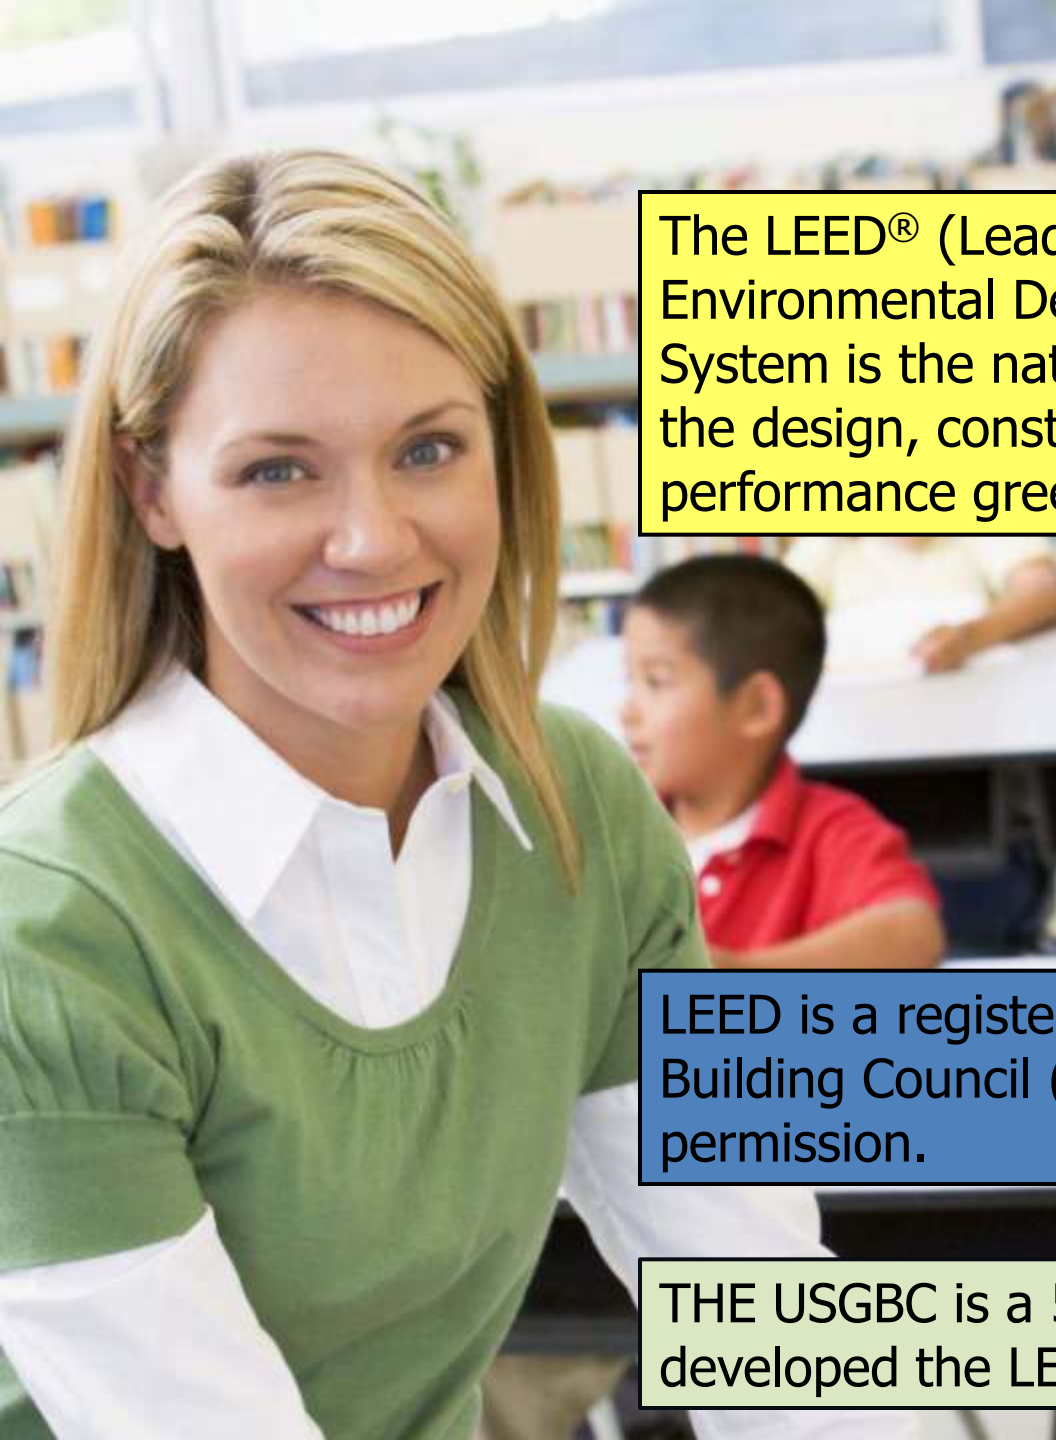 The LEED® (Lead
Environmental De
System is the nat
the design, const
performance gree
LEED is a registe
Building Council (
permission.
THE USGBC is a
developed the LE